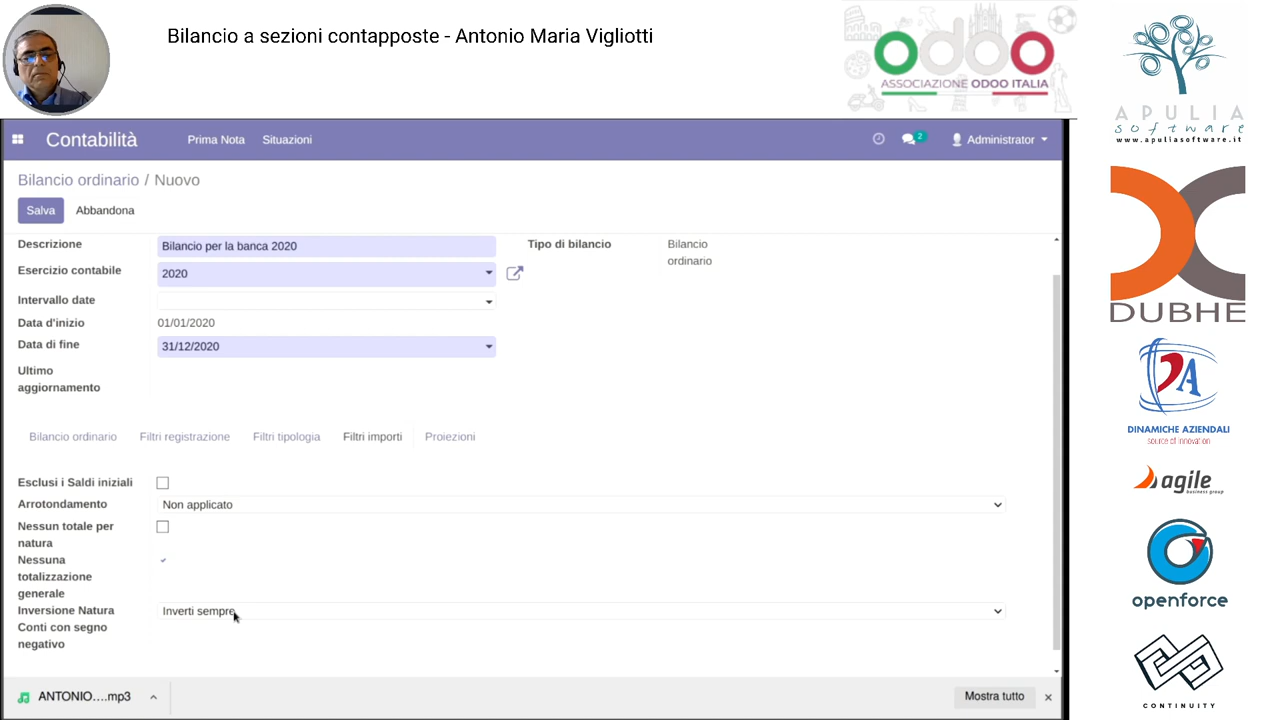 Bilancio a sezioni contapposte - Antonio Maria Vigliotti
odoo
ASSOCIAZIONE ODOO ITALIA
APULIA
software
www.apuliasoftware.it
Contabilità
Prima Nota
Situazioni
2
Administrator
Bilancio ordinario / Nuovo
Salva
Abbandona
Descrizione
Bilancio per la banca 2020
Tipo di bilancio
Bilancio
ordinario
Esercizio contabile
2020
Intervallo date
Data d'inizio
01/01/2020
Data di fine
31/12/2020
Ultimo
aggiornamento
Bilancio ordinario
Filtri registrazione
Filtri tipologia
Filtri importi
Proiezioni
Esclusi i Saldi iniziali
Arrotondamento
Non applicato
Nessun totale per
natura
Nessuna
totalizzazione
generale
Inversione Natura
Conti con segno
negativo
Inverti sempre
ANTONIO....mp3
Mostra tutto
DUBHE
DA
DINAMICHE AZIENDALI
source of innovation
agile
business group
openforce
CONTINUITY